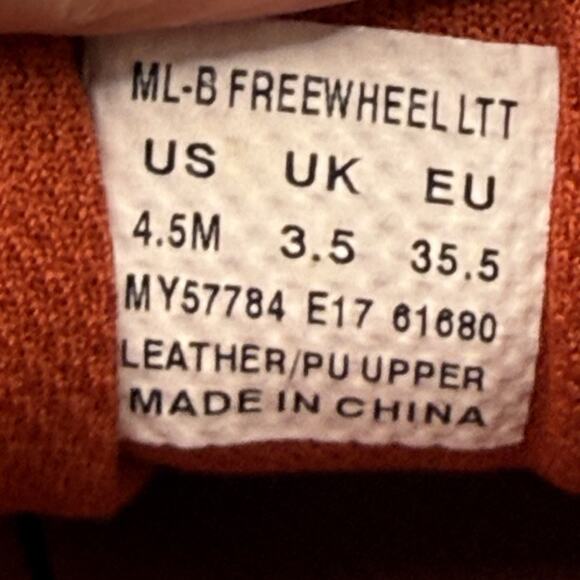 ML-B FREEWHEEL LTT
US UK EU
4.5M 3.5 35.5
MY57784 E17 61680
LEATHER/PU UPPER
MADE IN CHINA